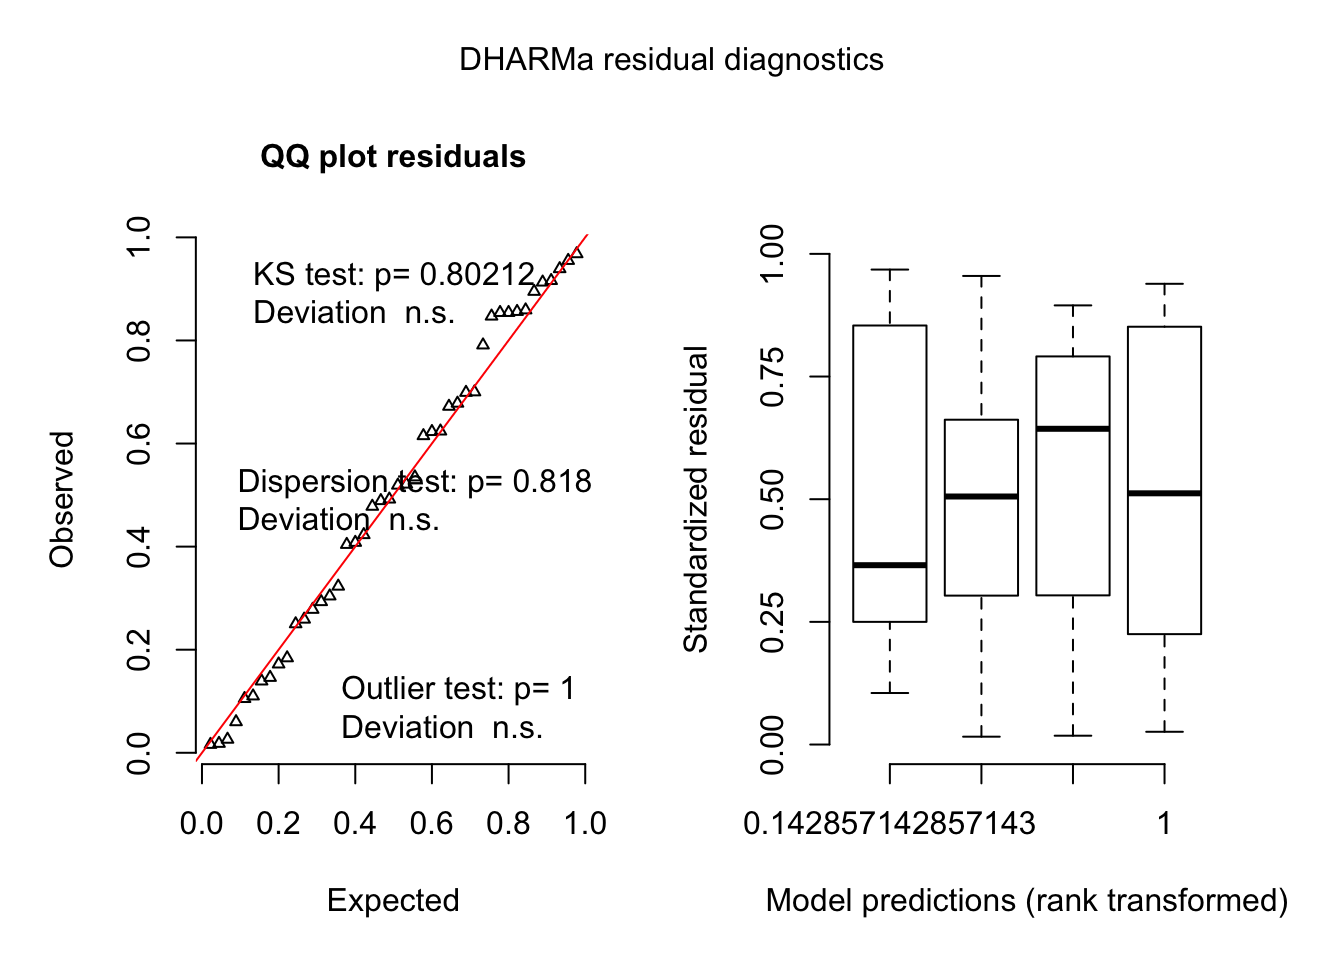 DHARMa residual diagnostics
QQ plot residuals
KS test: p= 0.80212
Deviation  n.s.
Dispersion test: p= 0.818
Deviation  n.s.
Outlier test: p= 1
Deviation  n.s.
Observed
0.0 0.2 0.4 0.6 0.8 1.0
0.0 0.2 0.4 0.6 0.8 1.0
Expected
Standardized residual
0.00 0.25 0.50 0.75 1.00
0.142857142857143 1
Model predictions (rank transformed)